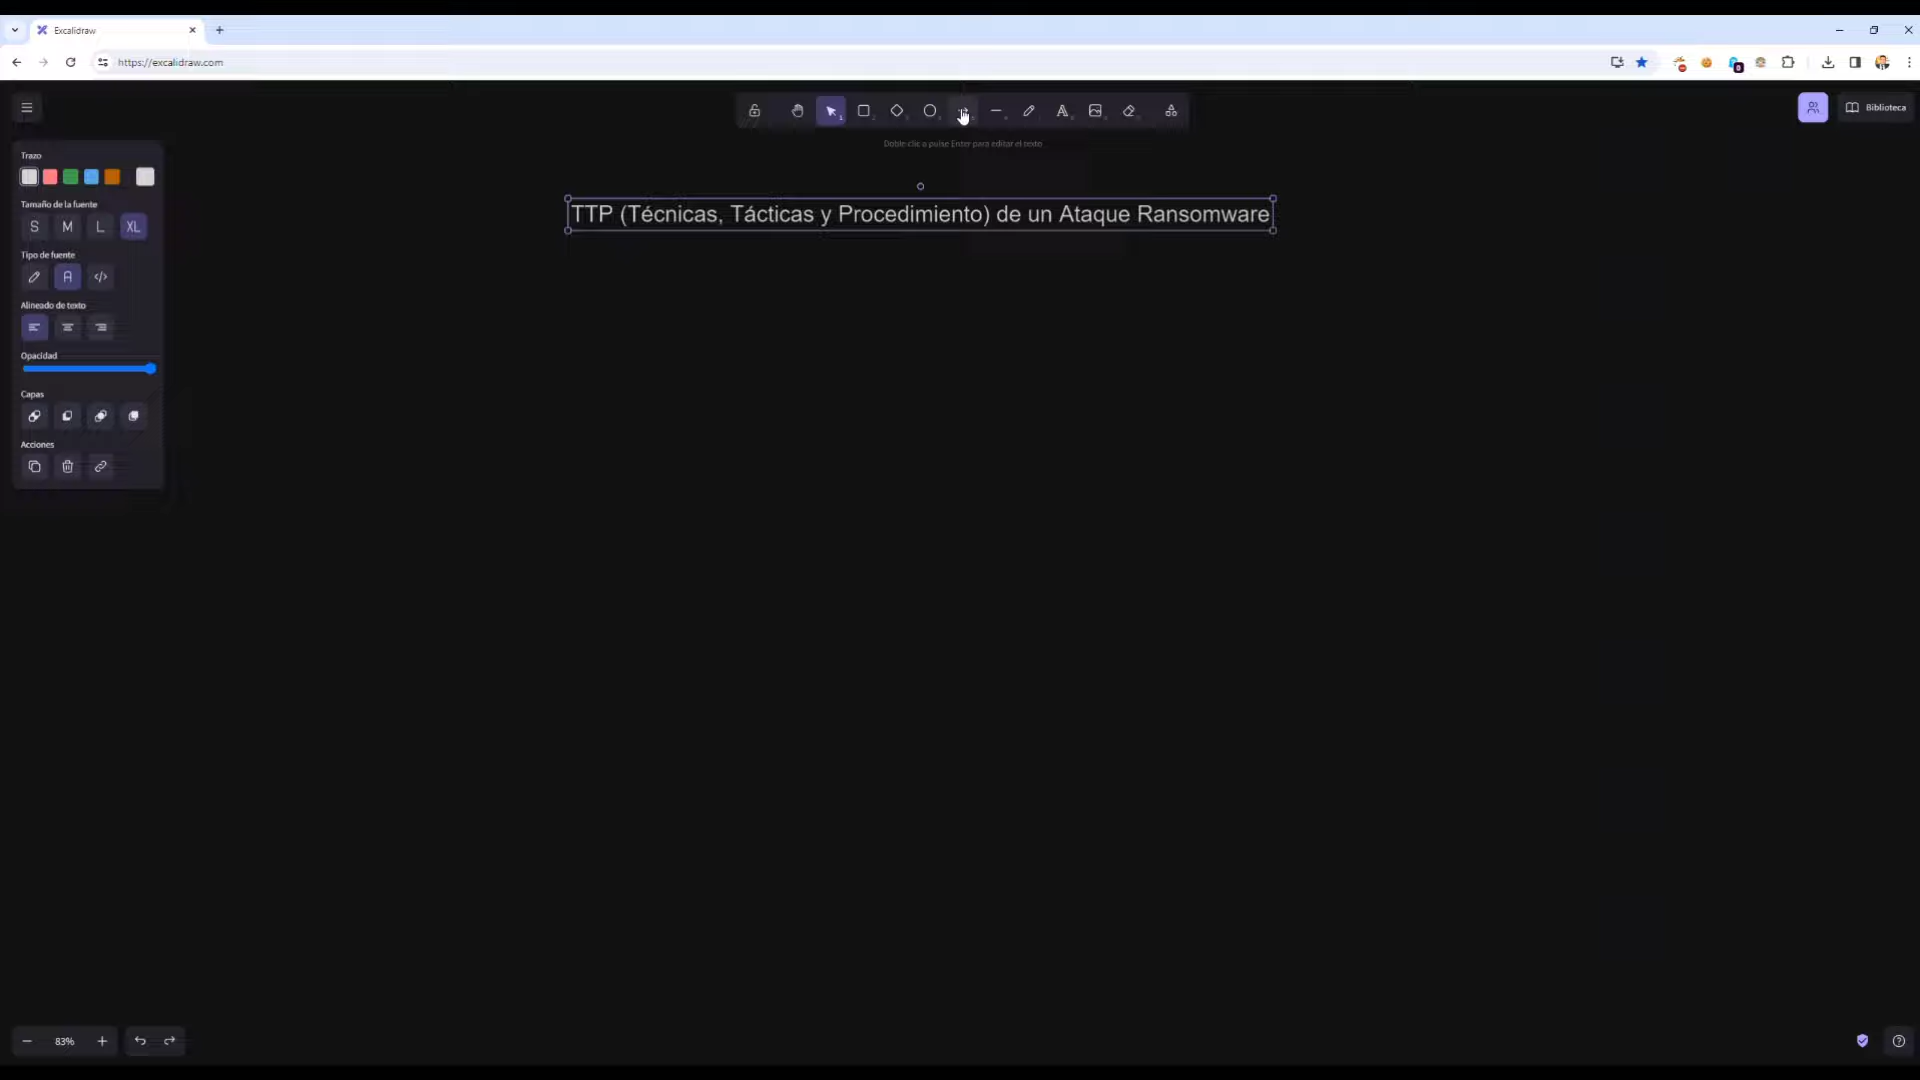 Excalidraw
https://excalidraw.com
Biblioteca
Doble clic o pulse Enter para editar el texto
Trazo
TTP (Técnicas, Tácticas y Procedimiento) de un Ataque Ransomware
Tamaño de la fuente
S M L XL
Tipo de fuente
A </>
Alineado de texto
Opacidad
Capas
Acciones
83%